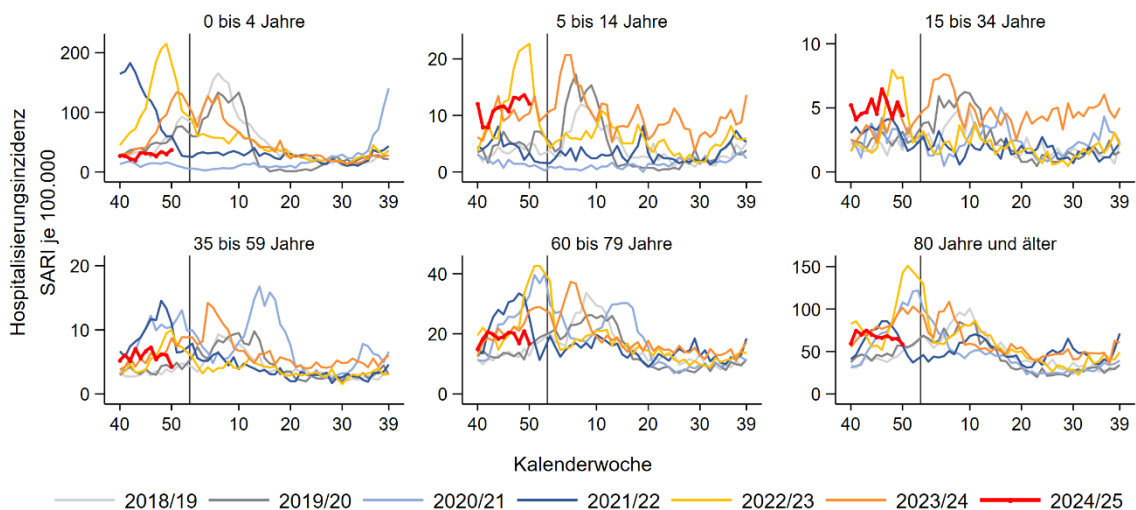 0 bis 4 Jahre
5 bis 14 Jahre
15 bis 34 Jahre
Hospitalisierungsinzidenz
SARI je 100.000
200
100
0
40 50 10 20 30 39
20
10
0
40 50 10 20 30 39
10
5
0
40 50 10 20 30 39
35 bis 59 Jahre
60 bis 79 Jahre
80 Jahre und älter
20
10
0
40 50 10 20 30 39
40
20
0
40 50 10 20 30 39
150
100
50
0
40 50 10 20 30 39
Kalenderwoche
2018/19 2019/20 2020/21 2021/22 2022/23 2023/24 2024/25